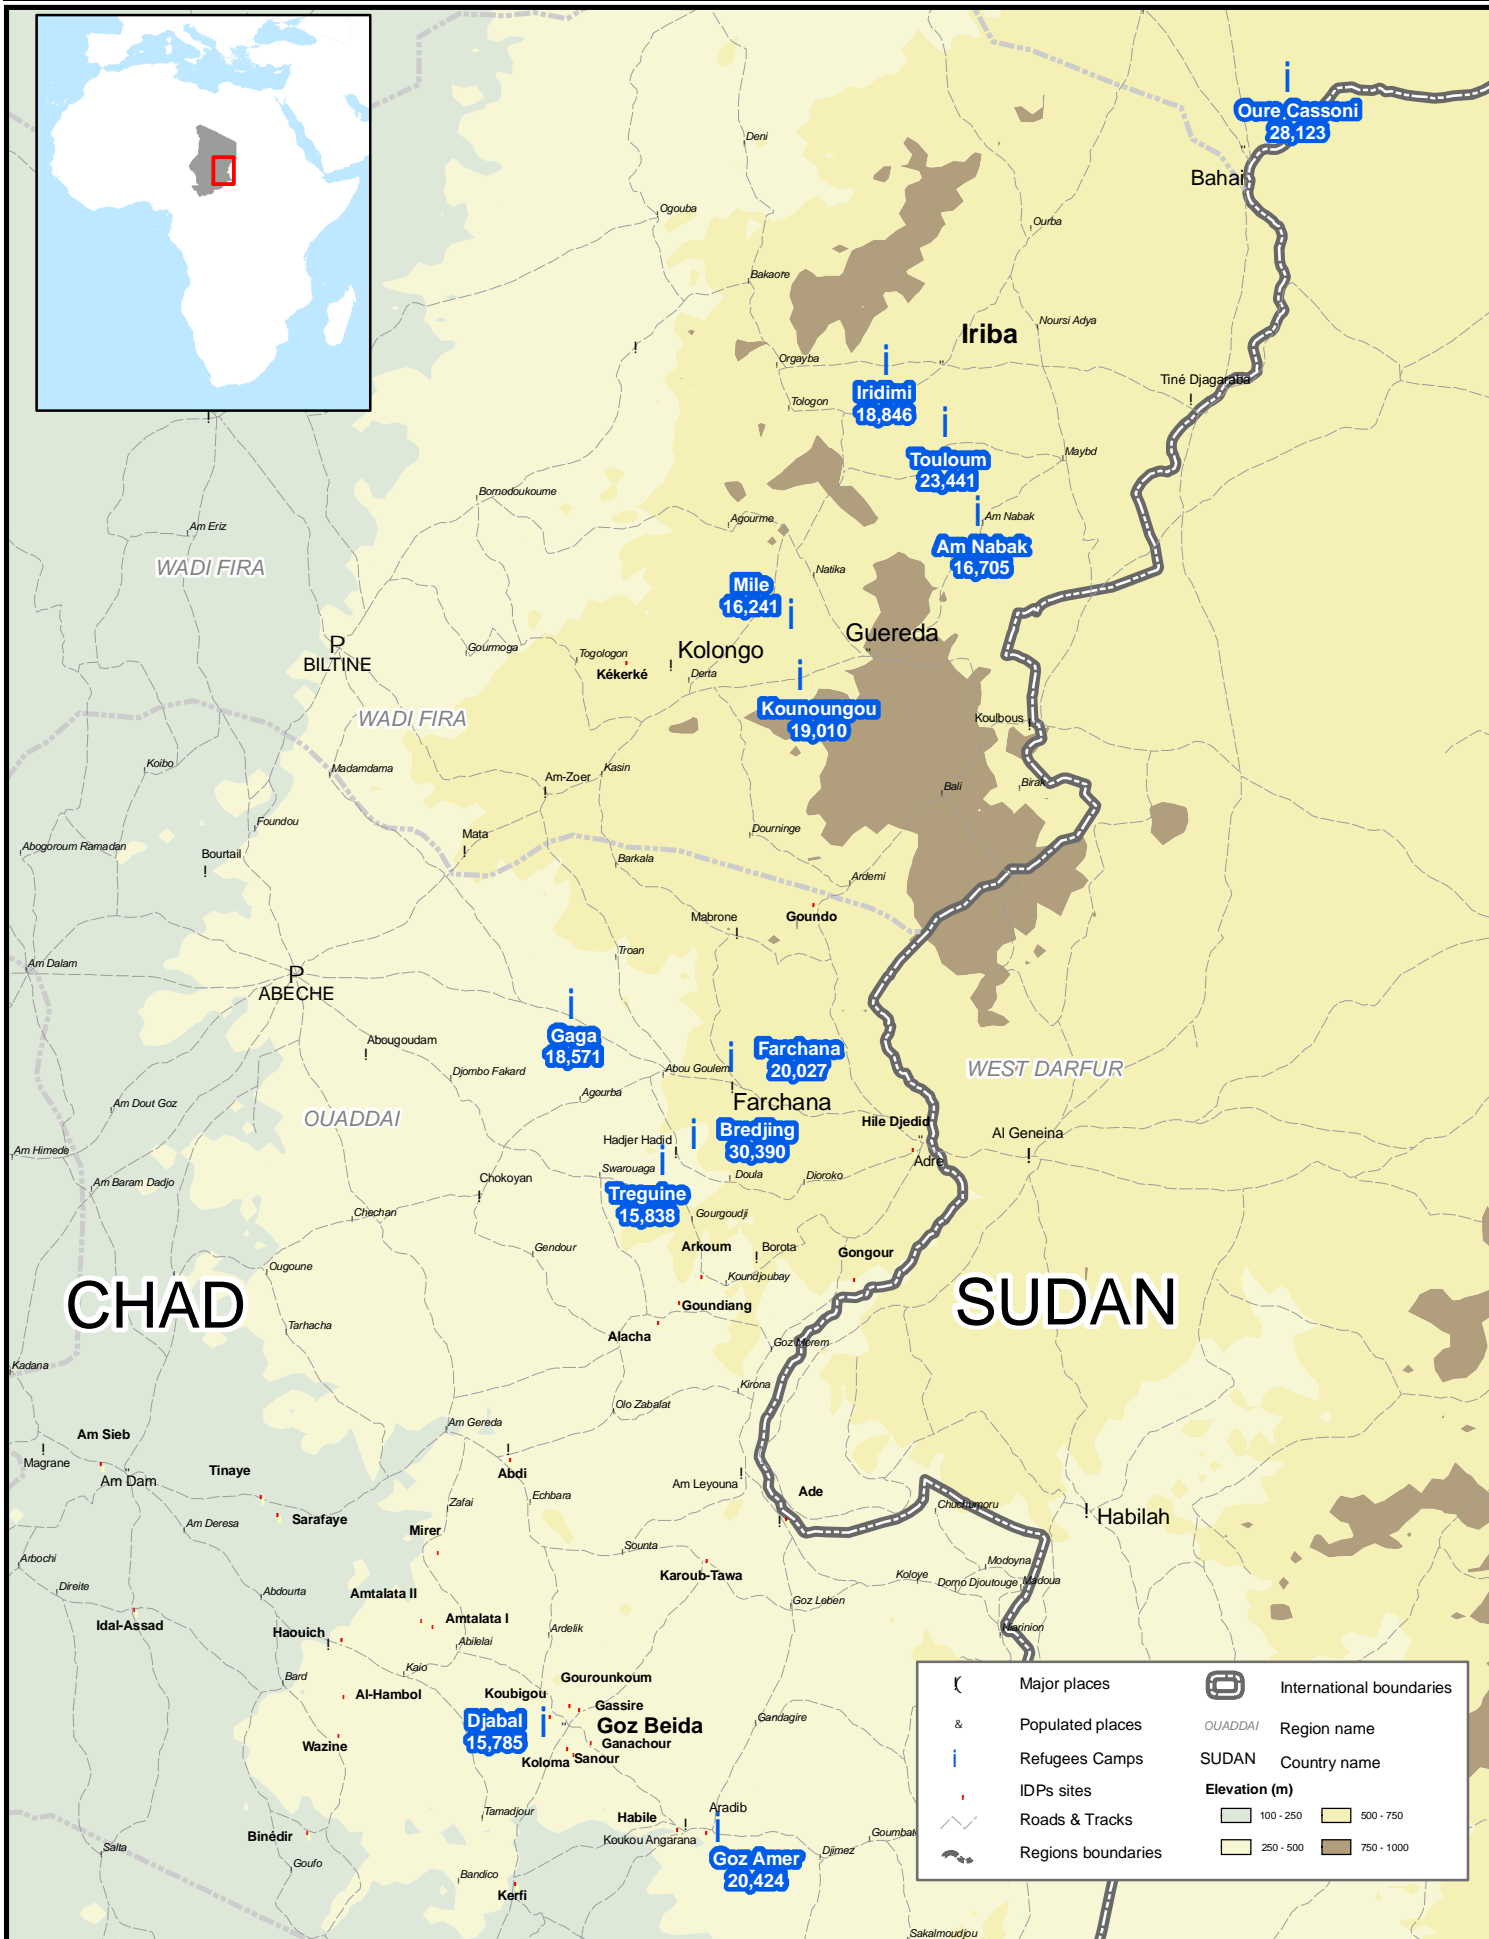 Oure Cassoni
28,123
Deni
Bahai
Ogouba
Ourba
Bakaore
Iriba
Noursi Adya
Orgayba
Tiné Djagaraba
Iridimi
18,846
Tologon
Touloum
23,441
Maybd
Bornodoukoume
Agourme
Am Nabak
Am Eriz
Am Nabak
16,705
WADI FIRA
Natika
Mile
16,241
Guereda
P
BILTINE
Gourmoga
Togologon
Kolongo
Kékerké
Derta
WADI FIRA
Kounoungou
19,010
Koulbous
Koibo
Madamdama
Am-Zoer
Kasin
Bali
Birak
Foundou
Mata
Dourninge
Abogoroum Ramadan
Bourtail
Barkala
Ardemi
Mabrone
Goundo
Troan
Am Dalam
P
ABECHE
Gaga
18,571
Abougoudam
Farchana
20,027
WEST DARFUR
Djombo Fakard
Abou Goulem
Agourba
Farchana
Am Dout Goz
OUADDAI
Hile Djedid
Bredjing
30,390
Al Geneina
Hadjer Hadid
Am Himede
Adre
Swarouaga
Doula
Dioroko
Am Baram Dadjo
Chokoyan
Treguine
15,838
Chechan
Gourgoudji
Gendour
Arkoum
Borota
Gongour
Ougoune
Koundjoubay
CHAD
SUDAN
Goundiang
Tarhacha
Alacha
Goz Merem
Kadana
Kirona
Olo Zabalat
Am Gereda
Am Sieb
Magrane
Tinaye
Am Dam
Abdi
Am Leyouna
Ade
Echbara
Zafai
Chuchumoru
Habilah
Sarafaye
Am Deresa
Mirer
Sounta
Arbochi
Karoub-Tawa
Modoyna
Koloye
Dorno Djoutouge
Madoua
Direite
Abdourta
Amtalata II
Goz Leben
Idal-Assad
Amtalata I
Haouich
Abilelai
Ardelik
Kaio
Bard
Gourounkoum
Al-Hambol
Koubigou
Gassire
Djabal
15,785
Goz Beida
Gandagire
Wazine
Ganachour
Koloma
Sanour
Tamadjour
Habile
Aradib
Binédir
Koukou Angarana
Salta
Goufo
Djimez
Goumbat
Goz Amer
20,424
Bandico
Kerfi
Sakalmoudjou
Major places
International boundaries
Populated places
OUADDAI
Region name
Refugees Camps
SUDAN
Country name
IDPs sites
Elevation (m)
Roads & Tracks
100 - 250
500 - 750
Regions boundaries
250 - 500
750 - 1000